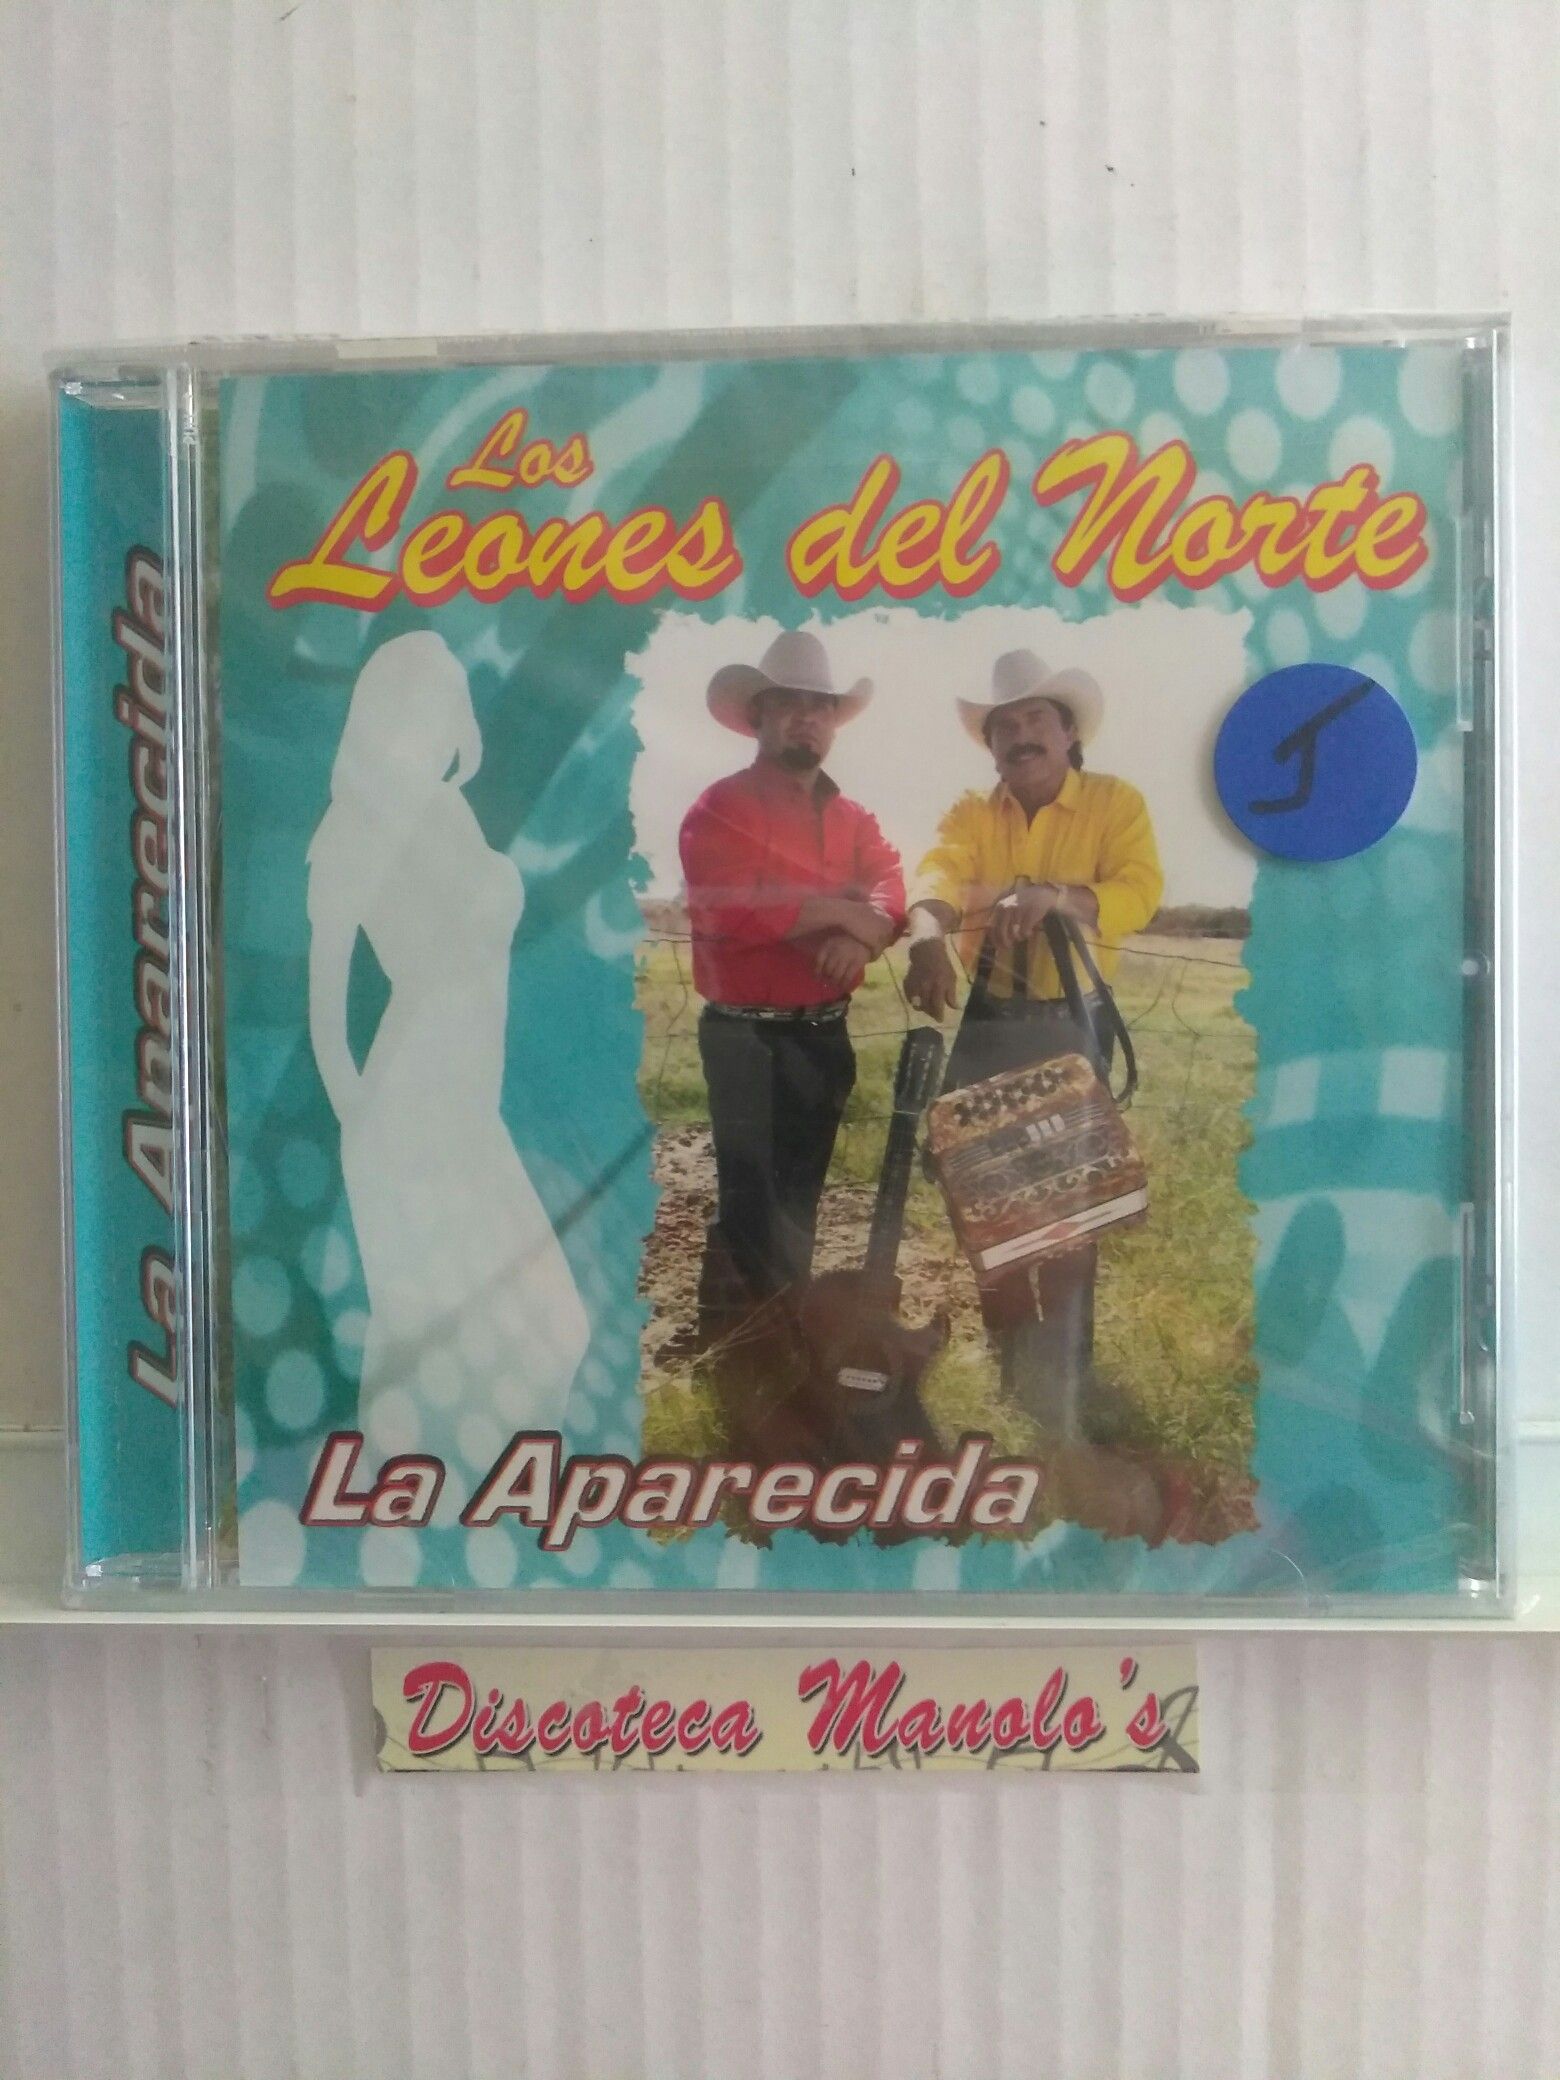 Los
Leones del Norte
La Aparecida
J
La Aparecida
Discoteca Manolo's